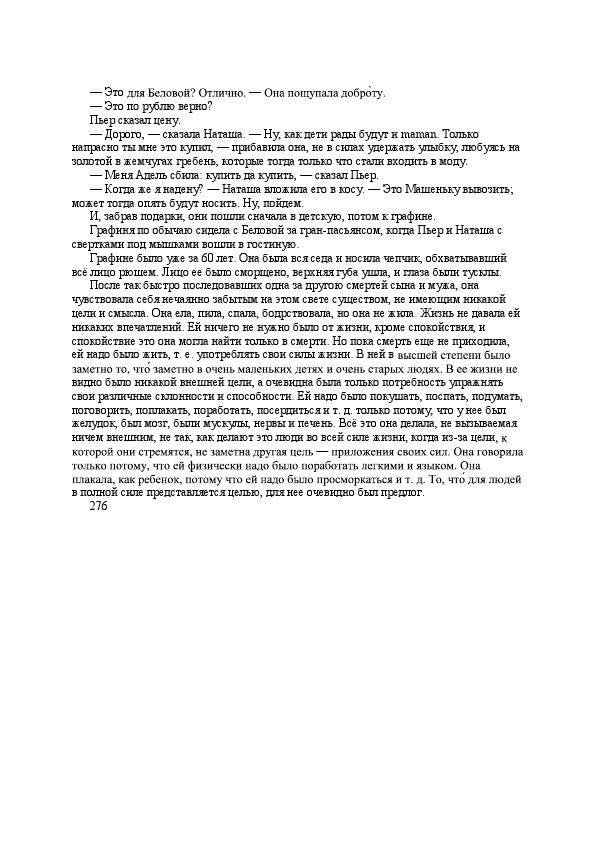 — Это для Беловой? Отлично. — Она пощупала добро̀ту.
— Это по рублю верно?
Пьер сказал цену.
— Дорого, — сказала Наташа. — Ну, как дети рады будут и maman. Только
напрасно ты мне это купил, — прибавила она, не в силах удержать улыбку, любуясь на
золотой в жемчугах гребень, которые тогда только что стали входить в моду.
— Меня Адель сбила: купить да купить, — сказал Пьер.
— Когда же я надену? — Наташа вложила его в косу. — Это Машеньку вывозить;
может тогда опять будут носить. Ну, пойдем.
И, забрав подарки, они пошли сначала в детскую, потом к графине.
Графиня по обычаю сидела с Беловой за гран-пасьянсом, когда Пьер и Наташа с
свертками под мышками вошли в гостиную.
Графине было уже за 60 лет. Она была вся седа и носила чепчик, обхватывавший
всё лицо рюшем. Лицо ее было сморщено, верхняя губа ушла, и глаза были тусклы.
После так быстро последовавших одна за другою смертей сына и мужа, она
чувствовала себя нечаянно забытым на этом свете существом, не имеющим никакой
цели и смысла. Она ела, пила, спала, бодрствовала, но она не жила. Жизнь не давала ей
никаких впечатлений. Ей ничего не нужно было от жизни, кроме спокойствия, и
спокойствие это она могла найти только в смерти. Но пока смерть еще не приходила,
ей надо было жить, т. е. употреблять свои силы жизни. В ней в высшей степени было
заметно то, что́ заметно в очень маленьких детях и очень старых людях. В ее жизни не
видно было никакой внешней цели, а очевидна была только потребность упражнять
свои различные склонности и способности. Ей надо было покушать, поспать, подумать,
поговорить, поплакать, поработать, посердиться и т. д. только потому, что у нее был
желудок, был мозг, были мускулы, нервы и печень. Всё это она делала, не вызываемая
ничем внешним, не так, как делают это люди во всей силе жизни, когда из-за цели, к
которой они стремятся, не заметна другая цель — приложения своих сил. Она говорила
только потому, что ей физически надо было поработать легкими и языком. Она
плакала, как ребенок, потому что ей надо было просморкаться и т. д. То, что́ для людей
в полной силе представляется целью, для нее очевидно был предлог.
276